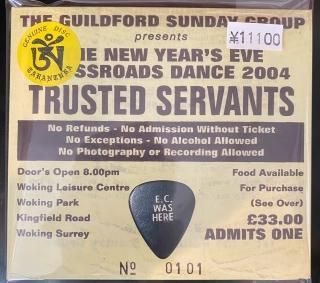 THE GUILDFORD SUNDAY GROUP
presents
¥11100
GENUINE DISC
TARANTURA
NEW YEAR'S EVE
DANCE 2004
TRUSTED SERVANTS
No Refunds - No Admission Without Ticket
No Exceptions - No Alcohol Allowed
No Photography or Recording Allowed
Door's Open 8.00pm
Woking Leisure Centre
Woking Park
Kingfield Road
Woking Surrey
E.C.
WAS
HERE
Food Available
For Purchase
(See Over)
£33.00
ADMITS ONE
Nº 0101